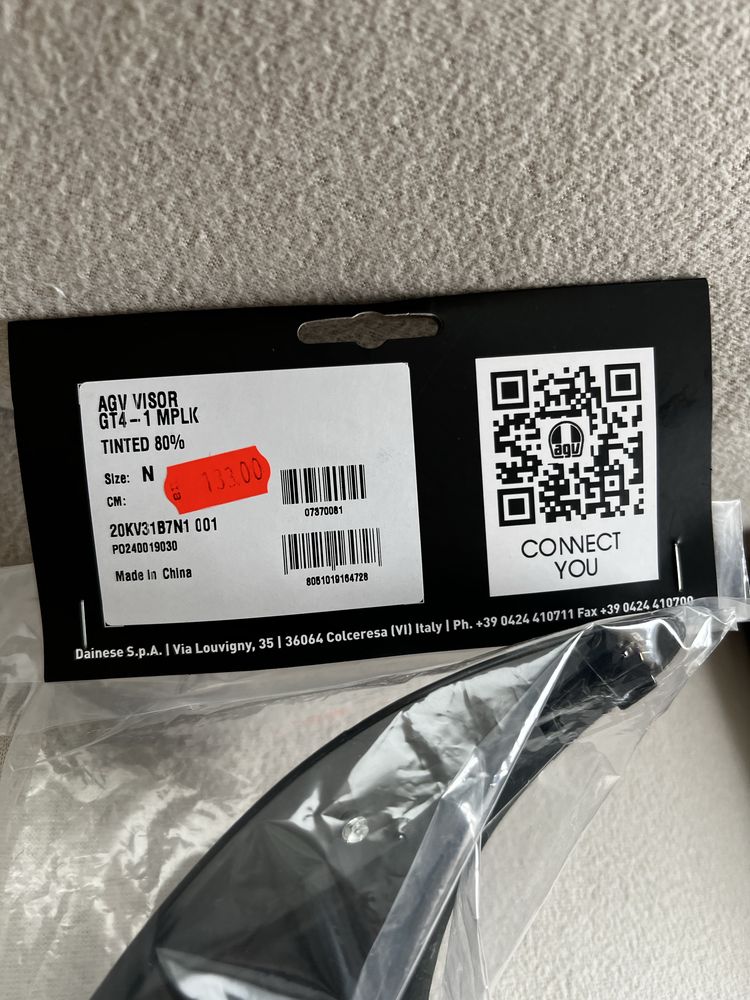 AGV VISOR
GT4-1 MPLK
TINTED 80%
Size: N
133.00
CM:
20KV31B7N1 001
PO240019030
Made in China
07370081
8051019164728
agv
CONNECT
YOU
Dainese S.p.A. | Via Louvigny, 35 | 36064 Colceresa (VI) Italy | Ph. +39 0424 410711 Fax +39 0424 410700